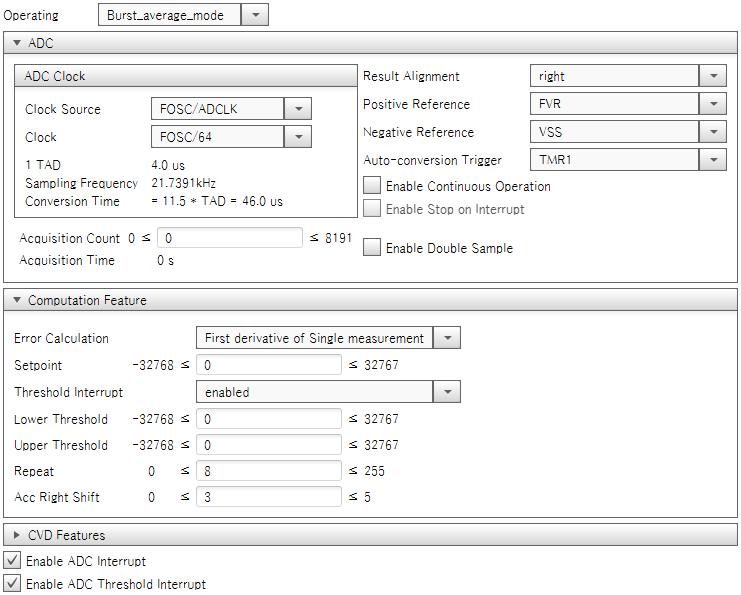 Operating Burst_average_mode
ADC
ADC Clock
Clock Source FOSC/ADCLK
Clock FOSC/64
1 TAD 4.0 us
Sampling Frequency 21.7391kHz
Conversion Time = 11.5 * TAD = 46.0 us
Acquisition Count 0 ≤ 0 ≤ 8191
Acquisition Time 0 s
Result Alignment right
Positive Reference FVR
Negative Reference VSS
Auto-conversion Trigger TMR1
Enable Continuous Operation
Enable Stop on Interrupt
Enable Double Sample
Computation Feature
Error Calculation First derivative of Single measurement
Setpoint -32768 ≤ 0 ≤ 32767
Threshold Interrupt enabled
Lower Threshold -32768 ≤ 0 ≤ 32767
Upper Threshold -32768 ≤ 0 ≤ 32767
Repeat 0 ≤ 8 ≤ 255
Acc Right Shift 0 ≤ 3 ≤ 5
CVD Features
Enable ADC Interrupt
Enable ADC Threshold Interrupt